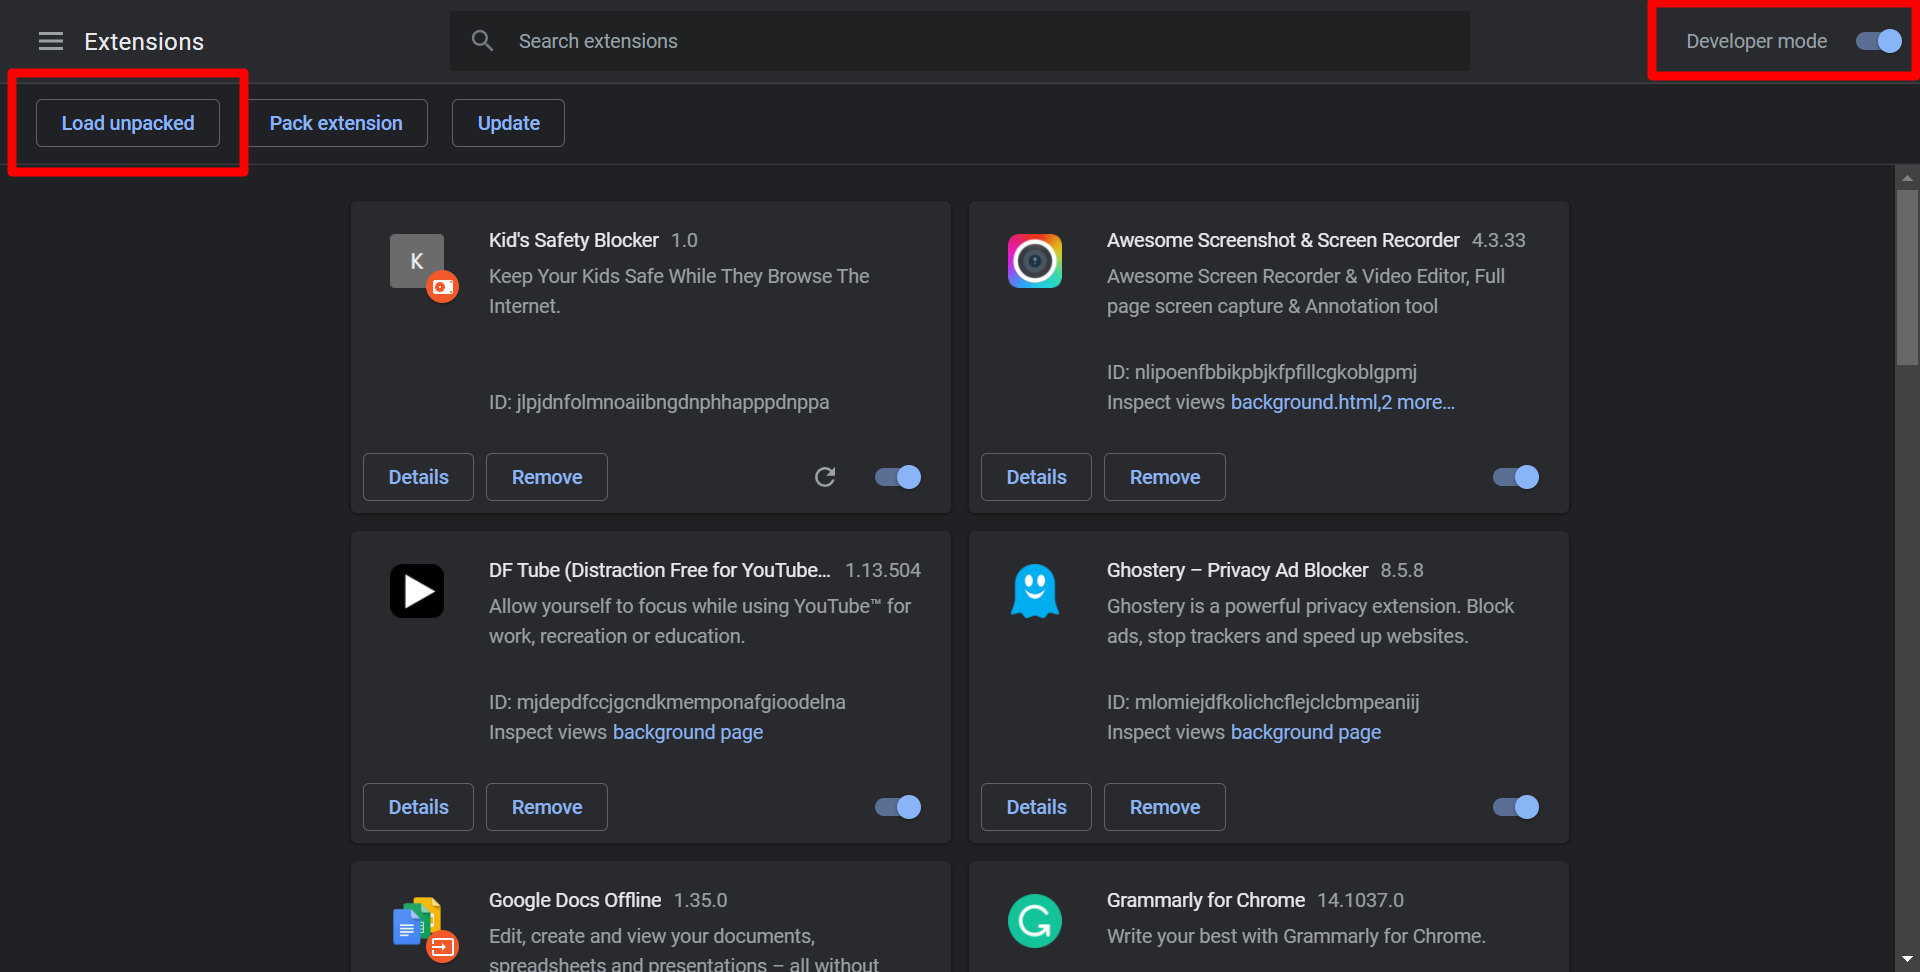 Extensions
Search extensions
Developer mode
Load unpacked
Pack extension
Update
K
Kid's Safety Blocker 1.0
Keep Your Kids Safe While They Browse The
Internet.
ID: jlpjdnfolmnoaiibngdnphhapppdnppa
Details
Remove
Awesome Screenshot & Screen Recorder 4.3.33
Awesome Screen Recorder & Video Editor, Full
page screen capture & Annotation tool
ID: nlipoenfbbikpbjkfpfillcgkoblgpmj
Inspect views background.html,2 more...
Details
Remove
DF Tube (Distraction Free for YouTube... 1.13.504
Allow yourself to focus while using YouTube™ for
work, recreation or education.
ID: mjdepdfccjgcndkmemponafgioodelna
Inspect views background page
Details
Remove
Ghostery – Privacy Ad Blocker 8.5.8
Ghostery is a powerful privacy extension. Block
ads, stop trackers and speed up websites.
ID: mlomiejdfkolichcflejclcbmpeaniij
Inspect views background page
Details
Remove
Google Docs Offline 1.35.0
Edit, create and view your documents,
spreadsheets and presentations – all without
Grammarly for Chrome 14.1037.0
Write your best with Grammarly for Chrome.